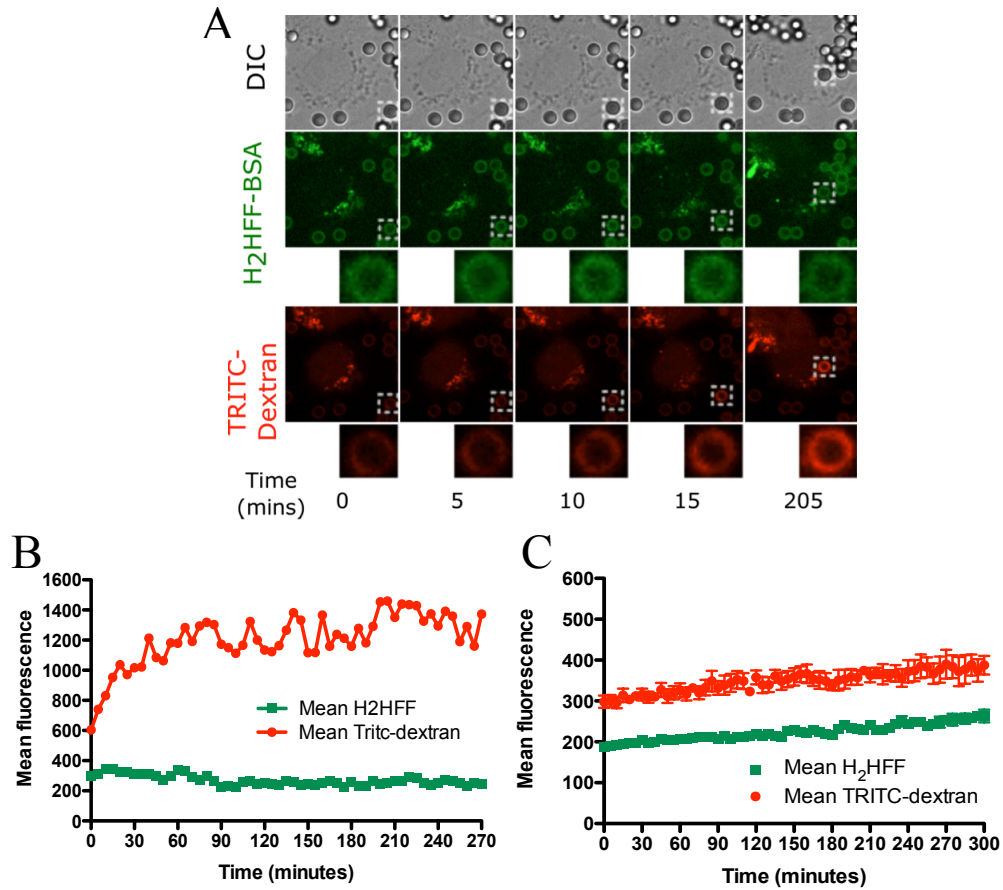 A
DIC
H2HFF-BSA
TRITC-
Dextran
Time
(mins)
0 5 10 15 205
B
Mean fluorescence
1600
1400
1200
1000
800
600
400
200
0
Mean H2HFF
Mean Tritc-dextran
0 30 60 90 120 150 180 210 240 270
Time (minutes)
C
Mean fluorescence
600
500
400
300
200
100
0
Mean H2HFF
Mean TRITC-dextran
0 30 60 90 120 150 180 210 240 270 300
Time (minutes)